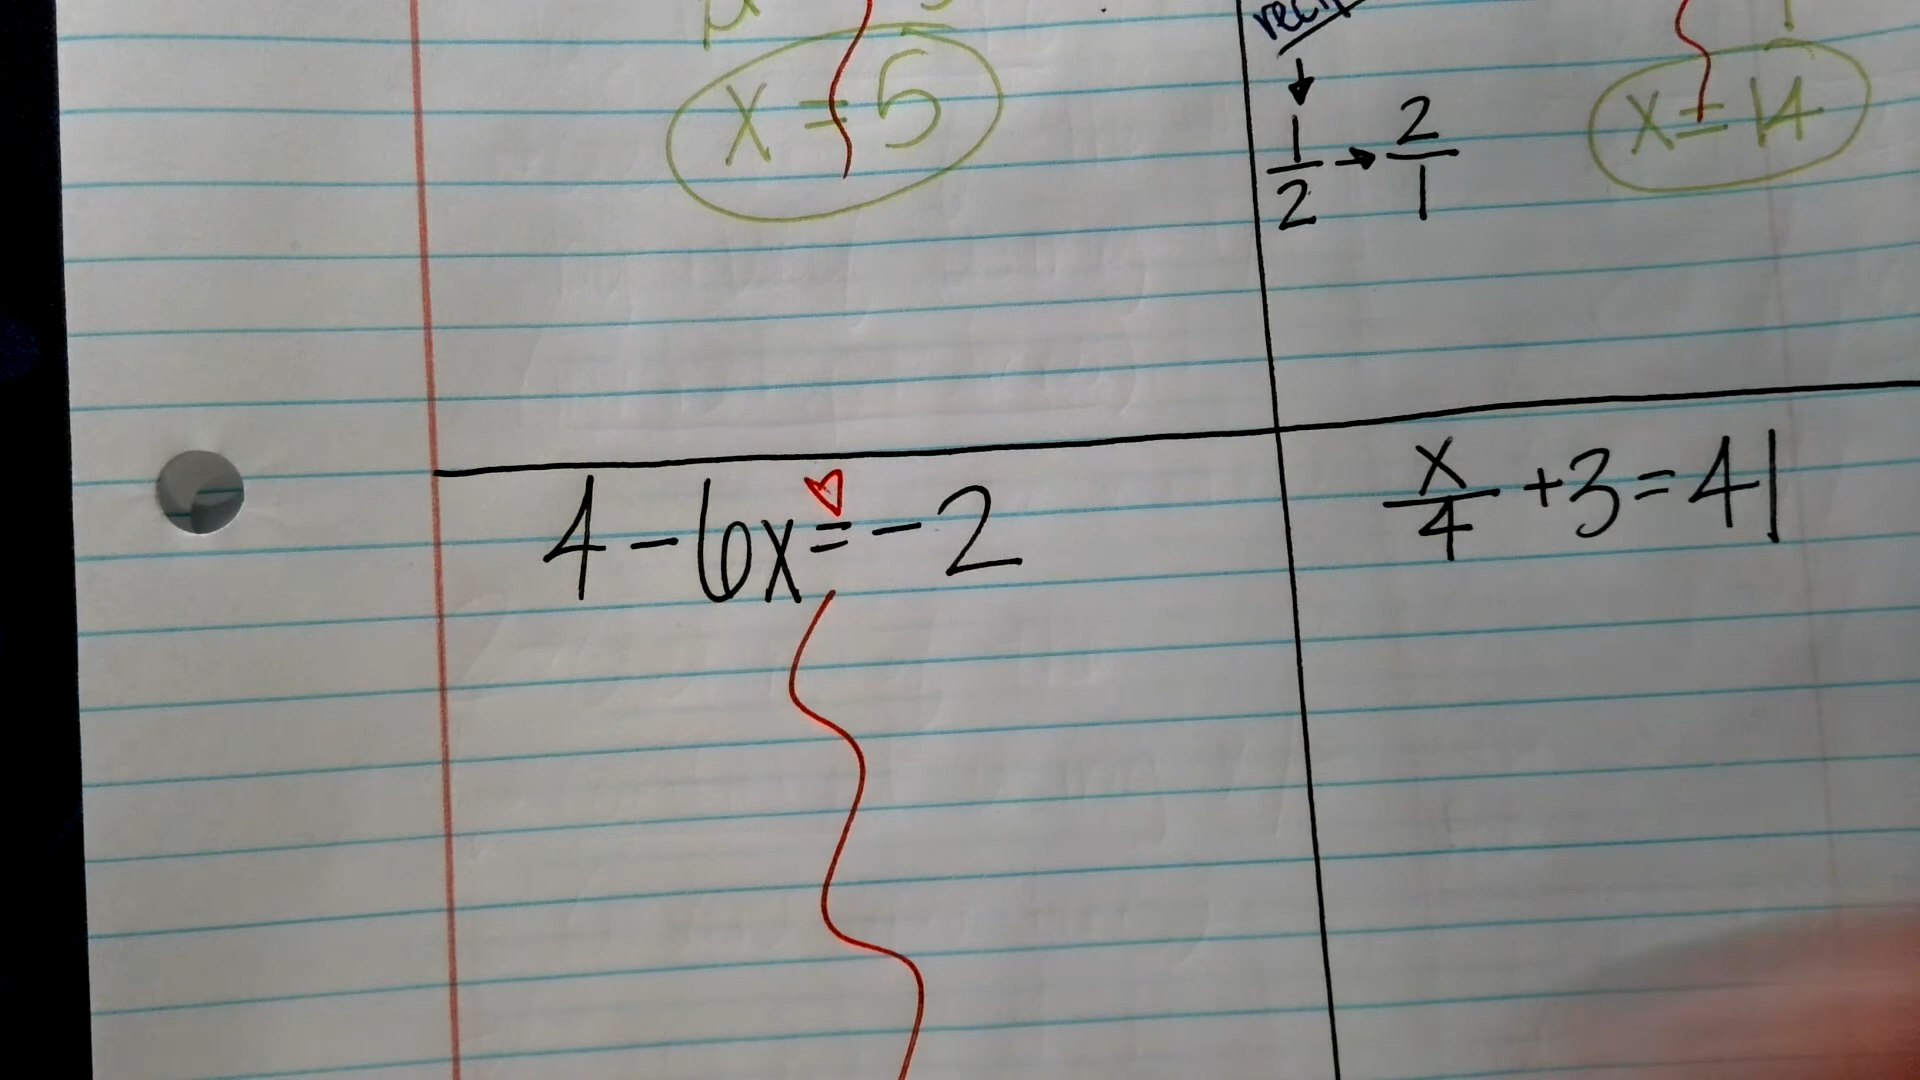 x = 5
1/2 → 2/1
x = 14
4 - 6x = -2
x/4 + 3 = 41